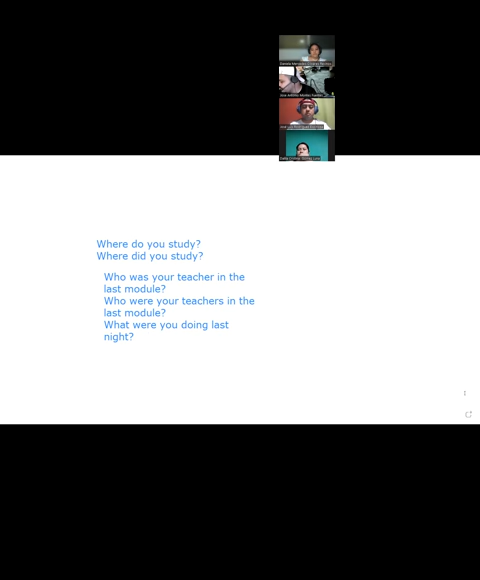 Where do you study?
Where did you study?
Who was your teacher in the
last module?
Who were your teachers in the
last module?
What were you doing last
night?